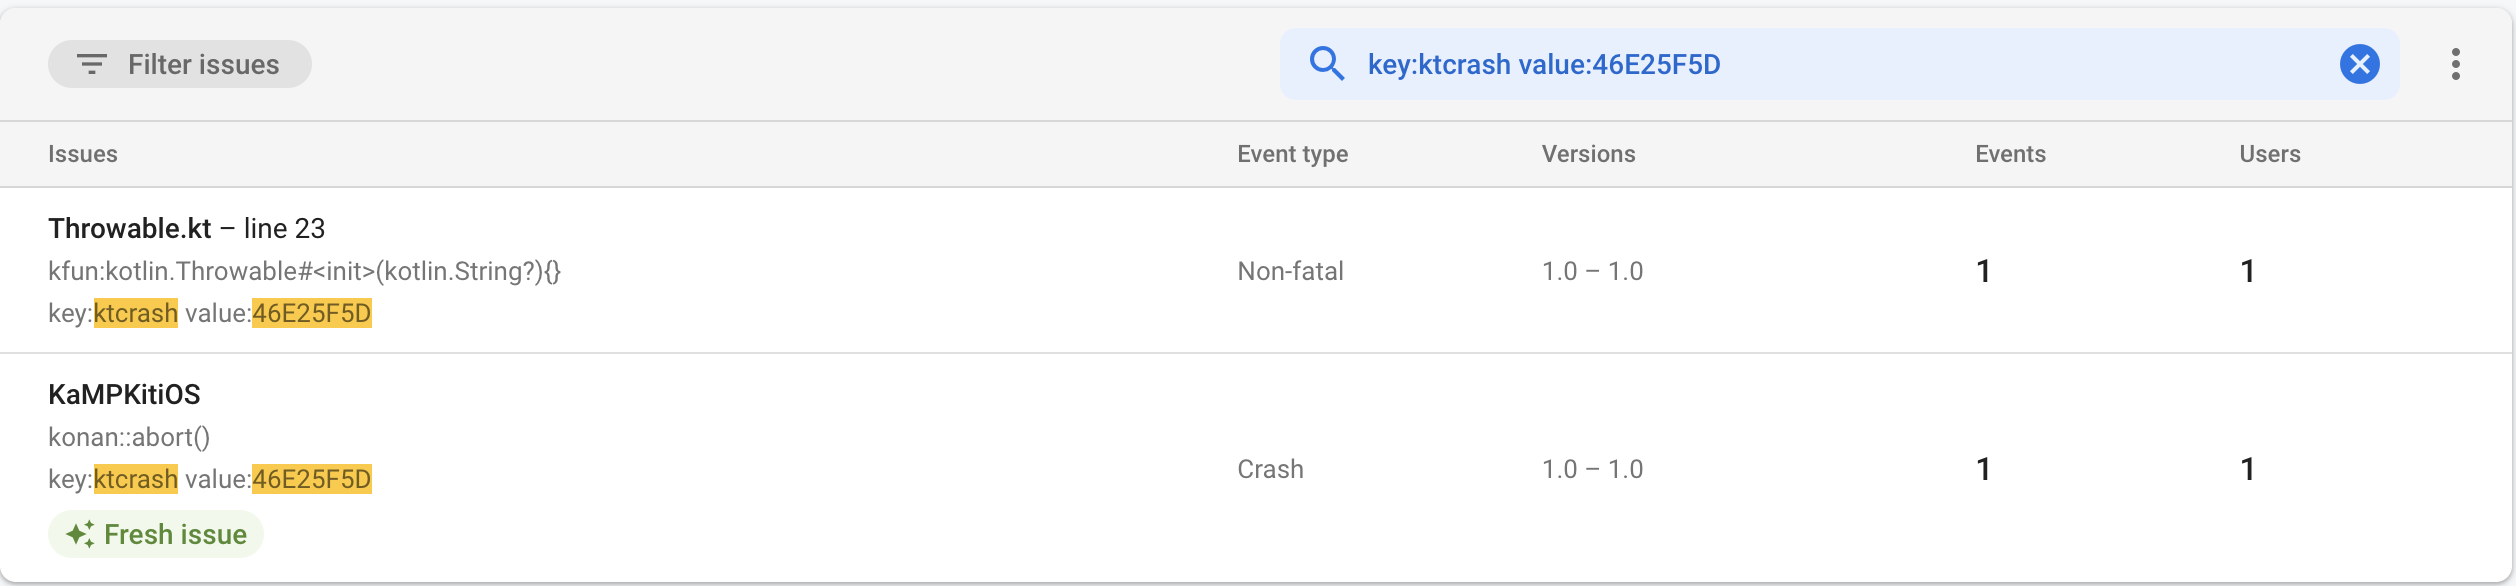 Filter issues
key:ktcrash value:46E25F5D
Issues Event type Versions Events Users
Throwable.kt – line 23
kfun:kotlin.Throwable#<init>(kotlin.String?){}
Non-fatal 1.0 – 1.0 1 1
key:ktcrash value:46E25F5D
KaMPKitiOS
konan::abort()
key:ktcrash value:46E25F5D
Crash 1.0 – 1.0 1 1
Fresh issue